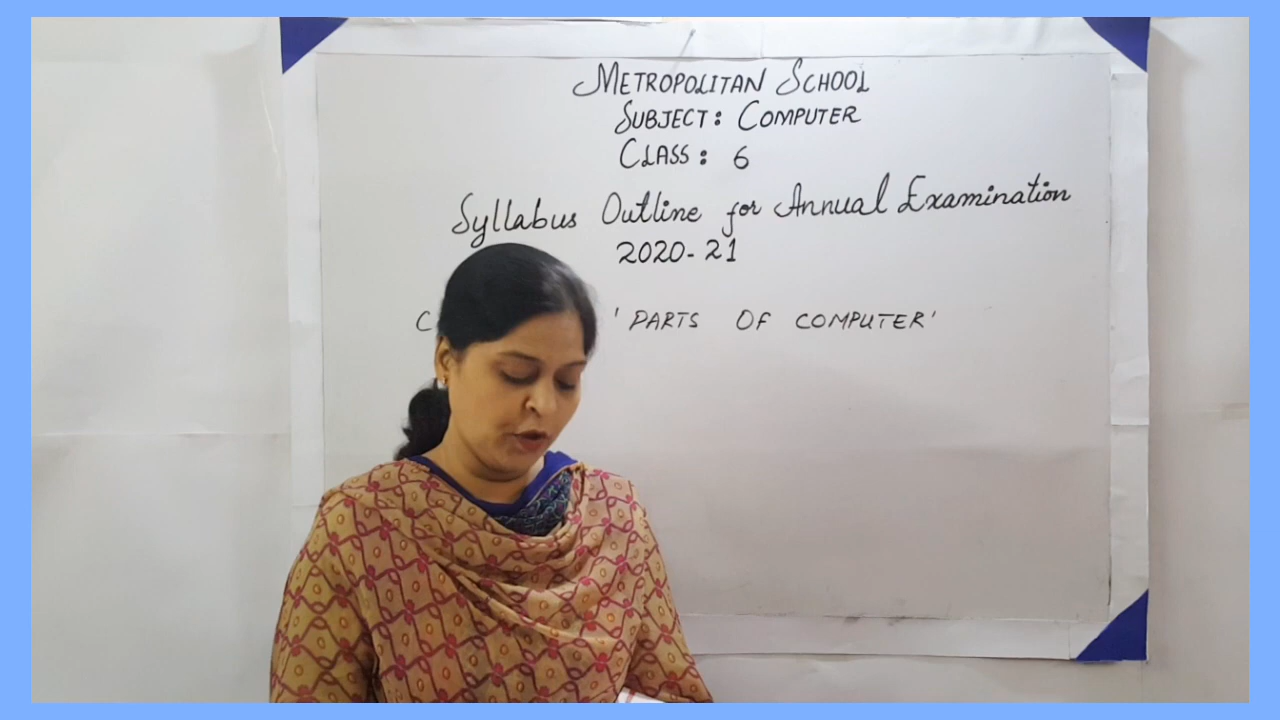 METROPOLITAN SCHOOL
SUBJECT: COMPUTER
CLASS: 6
Syllabus Outline for Annual Examination
2020-21
'PARTS OF COMPUTER'